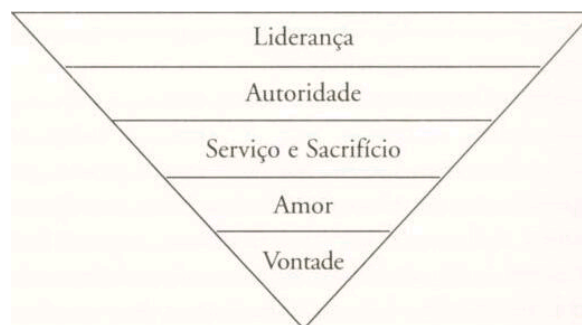 Liderança
Autoridade
Serviço e Sacrifício
Amor
Vontade